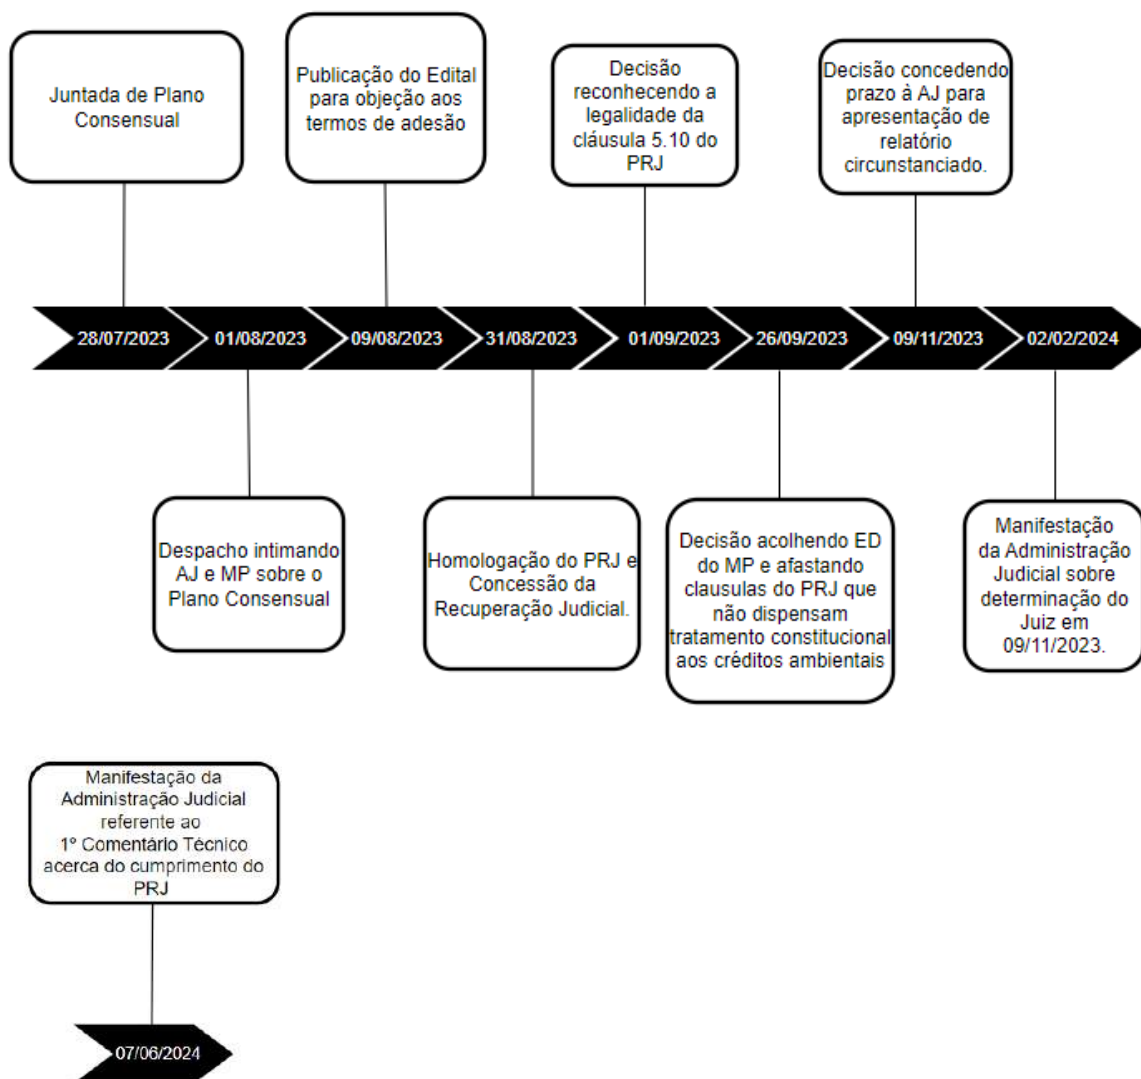 Juntada de Plano
Consensual
Publicação do Edital
para objeção aos
termos de adesão
Decisão
reconhecendo a
legalidade da
cláusula 5.10 do
PRJ
Decisão concedendo
prazo à AJ para
apresentação de
relatório
circunstanciado.
28/07/2023
01/08/2023
09/08/2023
31/08/2023
01/09/2023
26/09/2023
09/11/2023
02/02/2024
Despacho intimando
AJ e MP sobre o
Plano Consensual
Homologação do PRJ e
Concessão da
Recuperação Judicial.
Decisão acolhendo ED
do MP e afastando
clausulas do PRJ que
não dispensam
tratamento constitucional
aos créditos ambientais
Manifestação
da Administração
Judicial sobre
determinação do
Juiz em
09/11/2023.
Manifestação da
Administração Judicial
referente ao
1º Comentário Técnico
acerca do cumprimento do
PRJ
07/06/2024